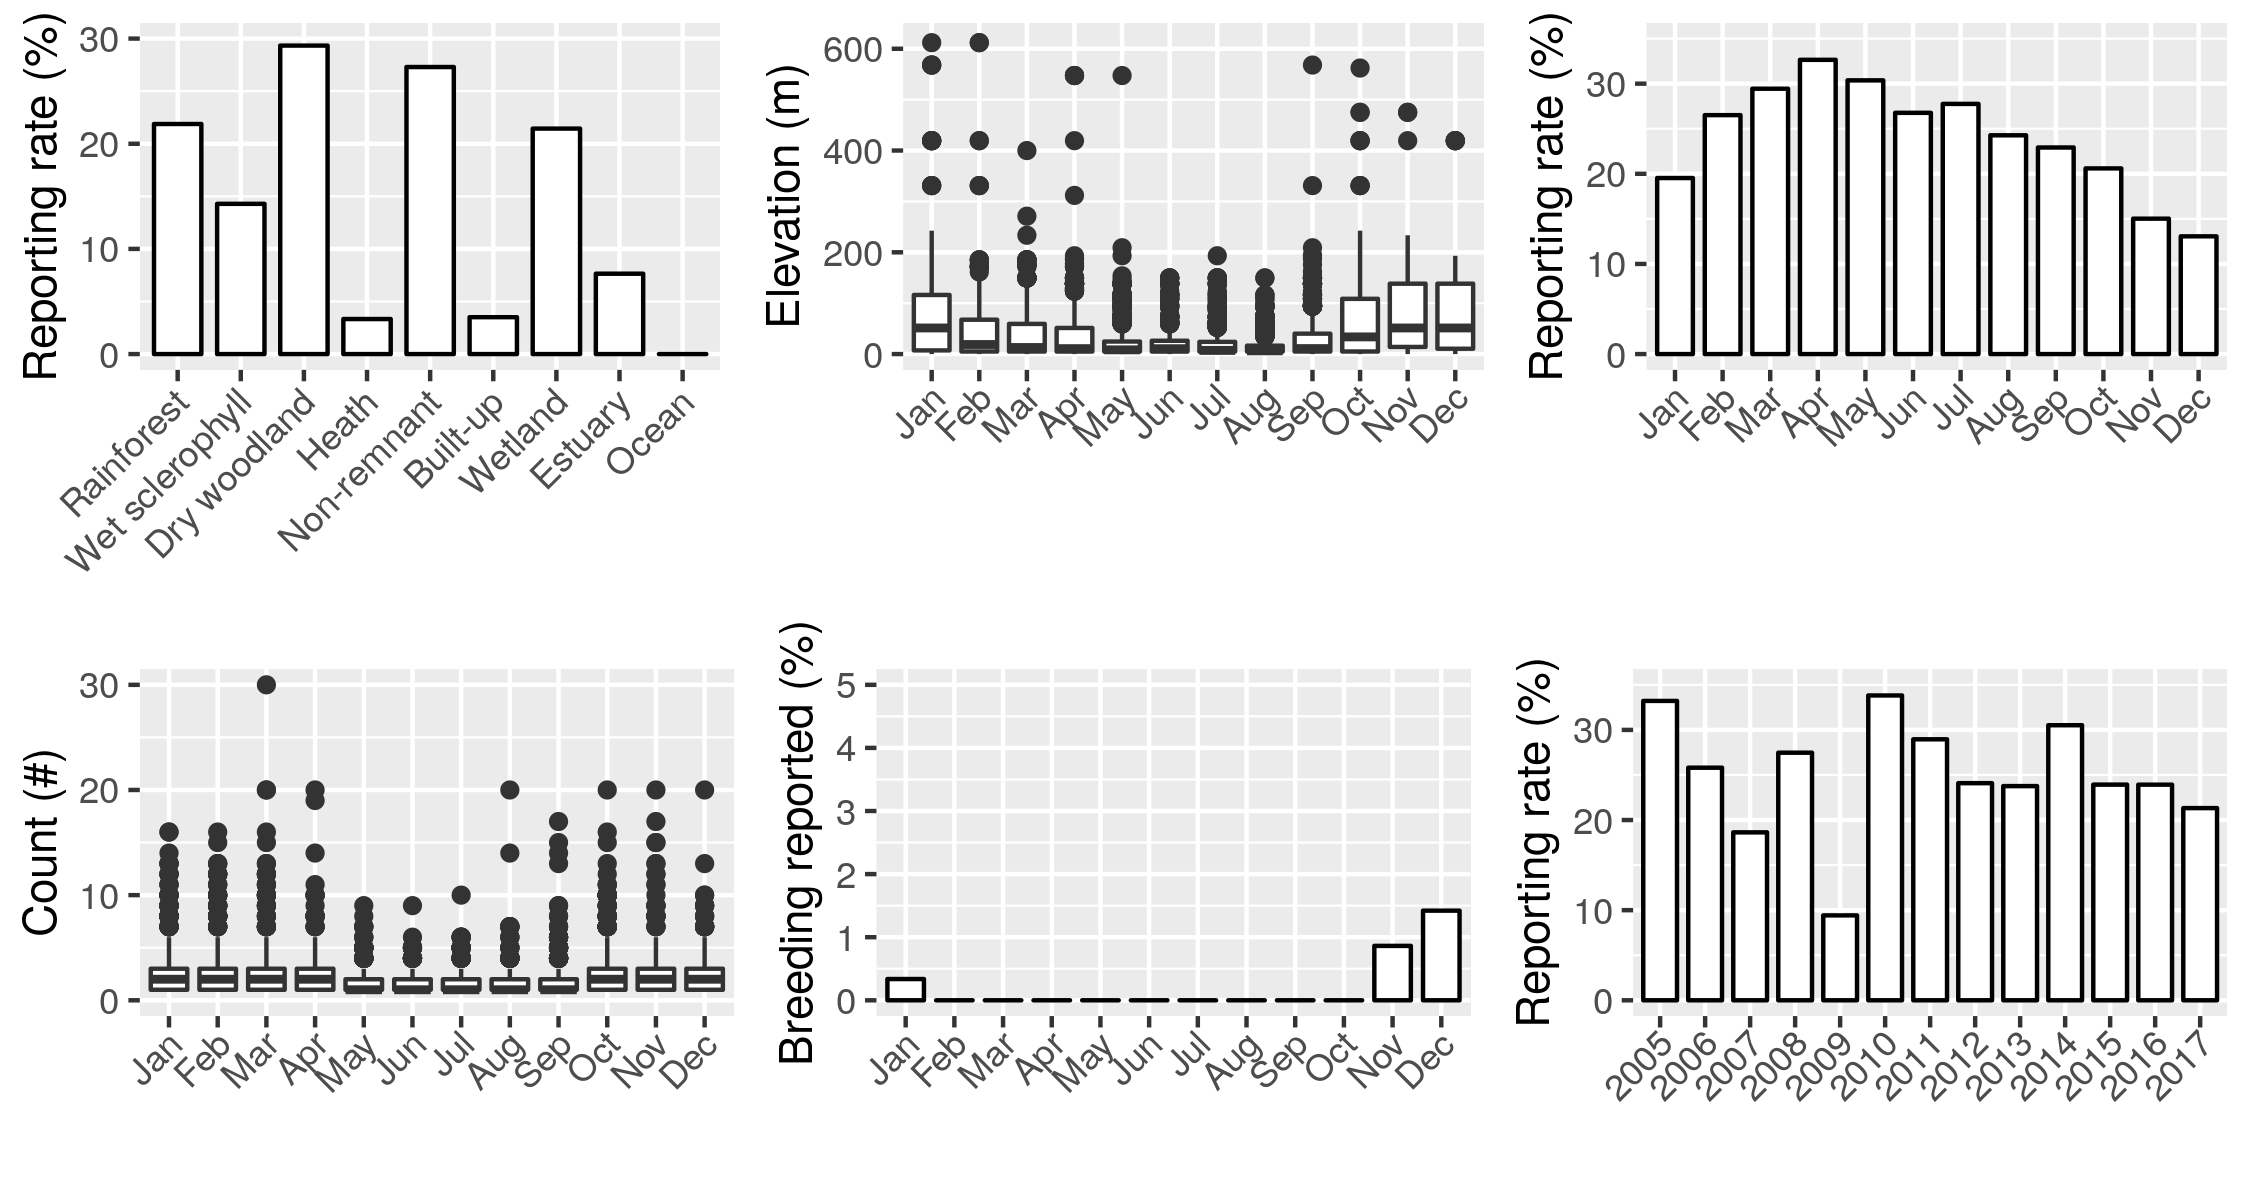 Reporting rate (%)
30
20
10
0
Rainforest
Wet sclerophyll
Dry woodland
Heath
Non-remnant
Built-up
Wetland
Estuary
Ocean
Elevation (m)
600
400
200
0
Jan
Feb
Mar
Apr
May
Jun
Jul
Aug
Sep
Oct
Nov
Dec
Reporting rate (%)
30
20
10
0
Jan
Feb
Mar
Apr
May
Jun
Jul
Aug
Sep
Oct
Nov
Dec
Count (#)
30
20
10
0
Jan
Feb
Mar
Apr
May
Jun
Jul
Aug
Sep
Oct
Nov
Dec
Breeding reported (%)
5
4
3
2
1
0
Jan
Feb
Mar
Apr
May
Jun
Jul
Aug
Sep
Oct
Nov
Dec
Reporting rate (%)
30
20
10
0
2005
2006
2007
2008
2009
2010
2011
2012
2013
2014
2015
2016
2017